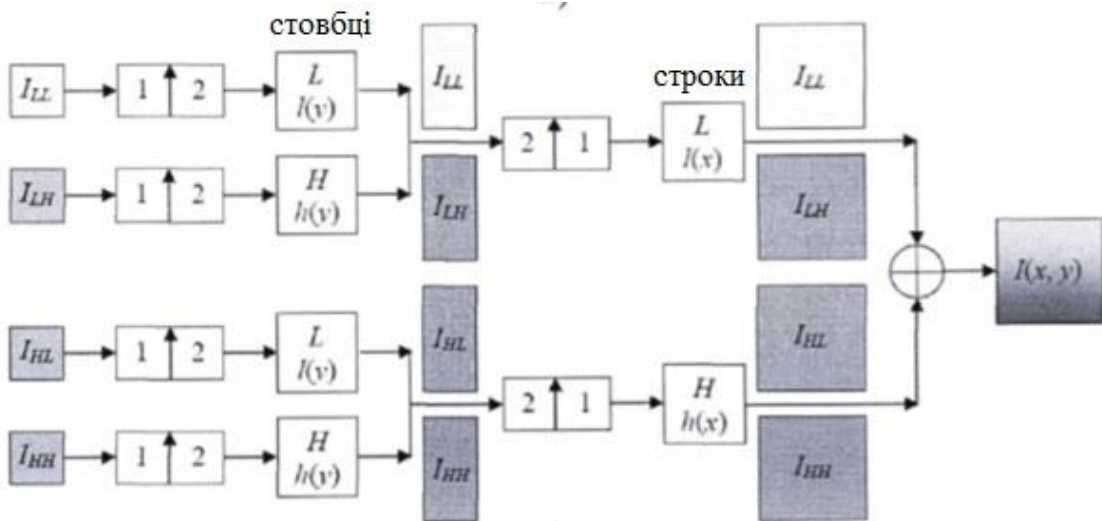 стовбці
строки
I_LL
1 2
L
l(y)
I_LL
2 1
L
l(x)
I_LL
I_LH
1 2
H
h(y)
I_LH
I_LH
I(x, y)
I_HL
1 2
L
l(y)
I_HL
2 1
H
h(x)
I_HL
I_HH
1 2
H
h(y)
I_HH
I_HH